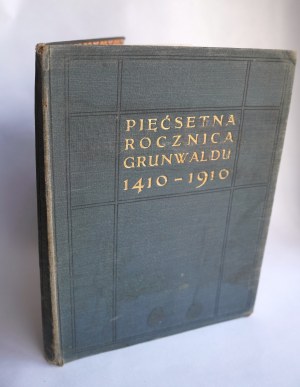 PIĘĆSETNA
ROCZNICA
GRUNWALDU
1410-1910